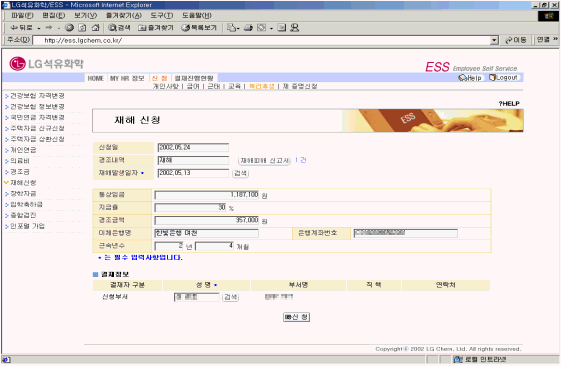 LG석유화학/ESS - Microsoft Internet Explorer
파일(F) 편집(E) 보기(V) 즐겨찾기(A) 도구(T) 도움말(H)
뒤로 검색 즐겨찾기 목록보기
주소(D) http://ess.lgchem.co.kr/ 이동 연결 »
LG석유화학
ESS Employee Self Service
HOME MY HR 정보 신 청 결재진행현황 Help Logout
개인사항 | 급여 | 근태 | 교육 | 복리후생 | 제 증명신청
건강보험 자격변경
건강보험 정보변경
국민연금 자격변경
주택자금 신규신청
주택자금 상환신청
개인연금
의료비
경조금
재해신청
장학자금
입학축하금
종합검진
인포멜 가입
?HELP
재해 신청
ESS
신청일 2002.05.24
경조내역 재해 (재해피해 신고사) 1 건
재해발생일자 • 2002.05.13 (검색)
통상임금 1,187,100 원
지급률 30 %
경조금액 357,000 원
이체은행명 한빛은행 여천 은행계좌번호
근속년수 2 년 4 개월
• 는 필수 입력사항입니다.
결재정보
결재자 구분 성 명 • 부서명 직 책 연락처
신청부서 (검색)
신 청
Copyright © 2002 LG Chem, Ltd. All rights reserved.
로컬 인트라넷